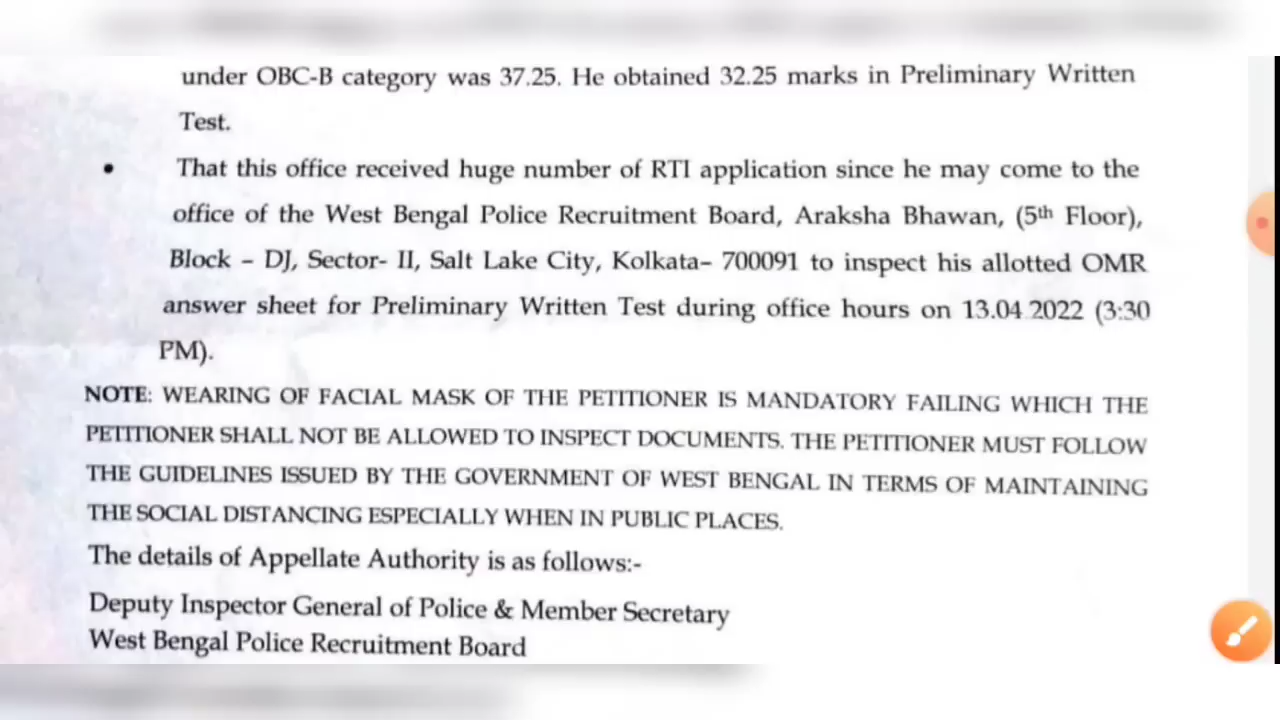 under OBC-B category was 37.25. He obtained 32.25 marks in Preliminary Written
Test.
• That this office received huge number of RTI application since he may come to the
office of the West Bengal Police Recruitment Board, Araksha Bhawan, (5th Floor),
Block – DJ, Sector- II, Salt Lake City, Kolkata– 700091 to inspect his allotted OMR
answer sheet for Preliminary Written Test during office hours on 13.04.2022 (3:30
PM).
NOTE: WEARING OF FACIAL MASK OF THE PETITIONER IS MANDATORY FAILING WHICH THE
PETITIONER SHALL NOT BE ALLOWED TO INSPECT DOCUMENTS. THE PETITIONER MUST FOLLOW
THE GUIDELINES ISSUED BY THE GOVERNMENT OF WEST BENGAL IN TERMS OF MAINTAINING
THE SOCIAL DISTANCING ESPECIALLY WHEN IN PUBLIC PLACES.
The details of Appellate Authority is as follows:-
Deputy Inspector General of Police & Member Secretary
West Bengal Police Recruitment Board